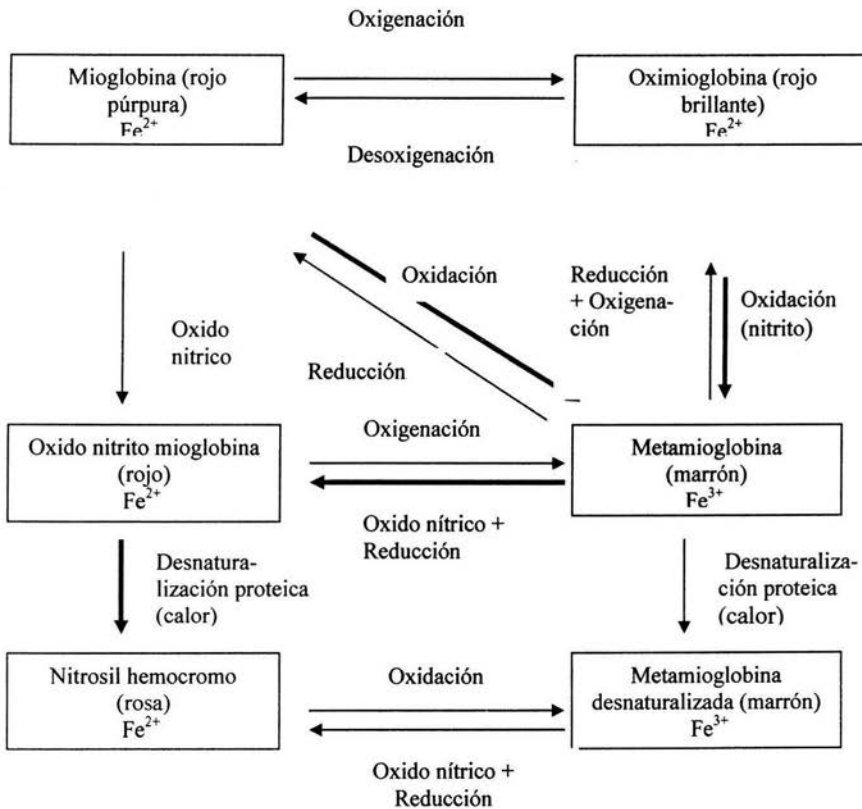 Oxigenación
Mioglobina (rojo
púrpura)
Fe²⁺
Oximioglobina (rojo
brillante)
Fe²⁺
Desoxigenación
Oxidación
Reducción
+ Oxigena-
ción
Oxidación
(nitrito)
Oxido
nitrico
Reducción
Oxido nitrito mioglobina
(rojo)
Fe²⁺
Oxigenación
Metamioglobina
(marrón)
Fe³⁺
Oxido nítrico +
Reducción
Desnatura-
lización proteica
(calor)
Desnaturaliza-
ción proteica
(calor)
Nitrosil hemocromo
(rosa)
Fe²⁺
Oxidación
Metamioglobina
desnaturalizada (marrón)
Fe³⁺
Oxido nítrico +
Reducción